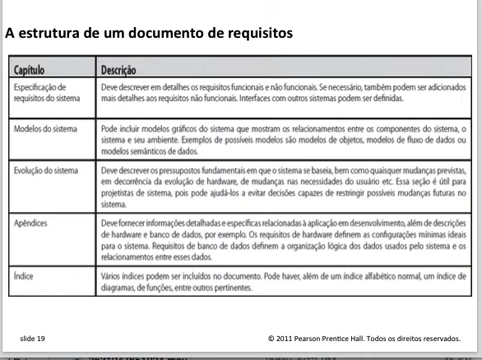 A estrutura de um documento de requisitos
Capítulo
Descrição
Especificação de
requisitos do sistema
Deve descrever em detalhes os requisitos funcionais e não funcionais. Se necessário, também podem ser adicionados
mais detalhes aos requisitos não funcionais. Interfaces com outros sistemas podem ser definidas.
Modelos do sistema
Pode incluir modelos gráficos do sistema que mostram os relacionamentos entre os componentes do sistema, o
sistema e seu ambiente. Exemplos de possíveis modelos são modelos de objetos, modelos de fluxo de dados ou
modelos semânticos de dados.
Evolução do sistema
Deve descrever os pressupostos fundamentais em que o sistema se baseia, bem como quaisquer mudanças previstas,
em decorrência da evolução de hardware, de mudanças nas necessidades do usuário etc. Essa seção é útil para
projetistas de sistema, pois pode ajudá-los a evitar decisões capazes de restringir possíveis mudanças futuras no
sistema.
Apêndices
Deve fornecer informações detalhadas e específicas relacionadas à aplicação em desenvolvimento, além de descrições
de hardware e banco de dados, por exemplo. Os requisitos de hardware definem as configurações mínimas ideais
para o sistema. Requisitos de banco de dados definem a organização lógica dos dados usados pelo sistema e os
relacionamentos entre esses dados.
Índice
Vários índices podem ser incluídos no documento. Pode haver, além de um índice alfabético normal, um índice de
diagramas, de funções, entre outros pertinentes.
slide 19
© 2011 Pearson Prentice Hall. Todos os direitos reservados.